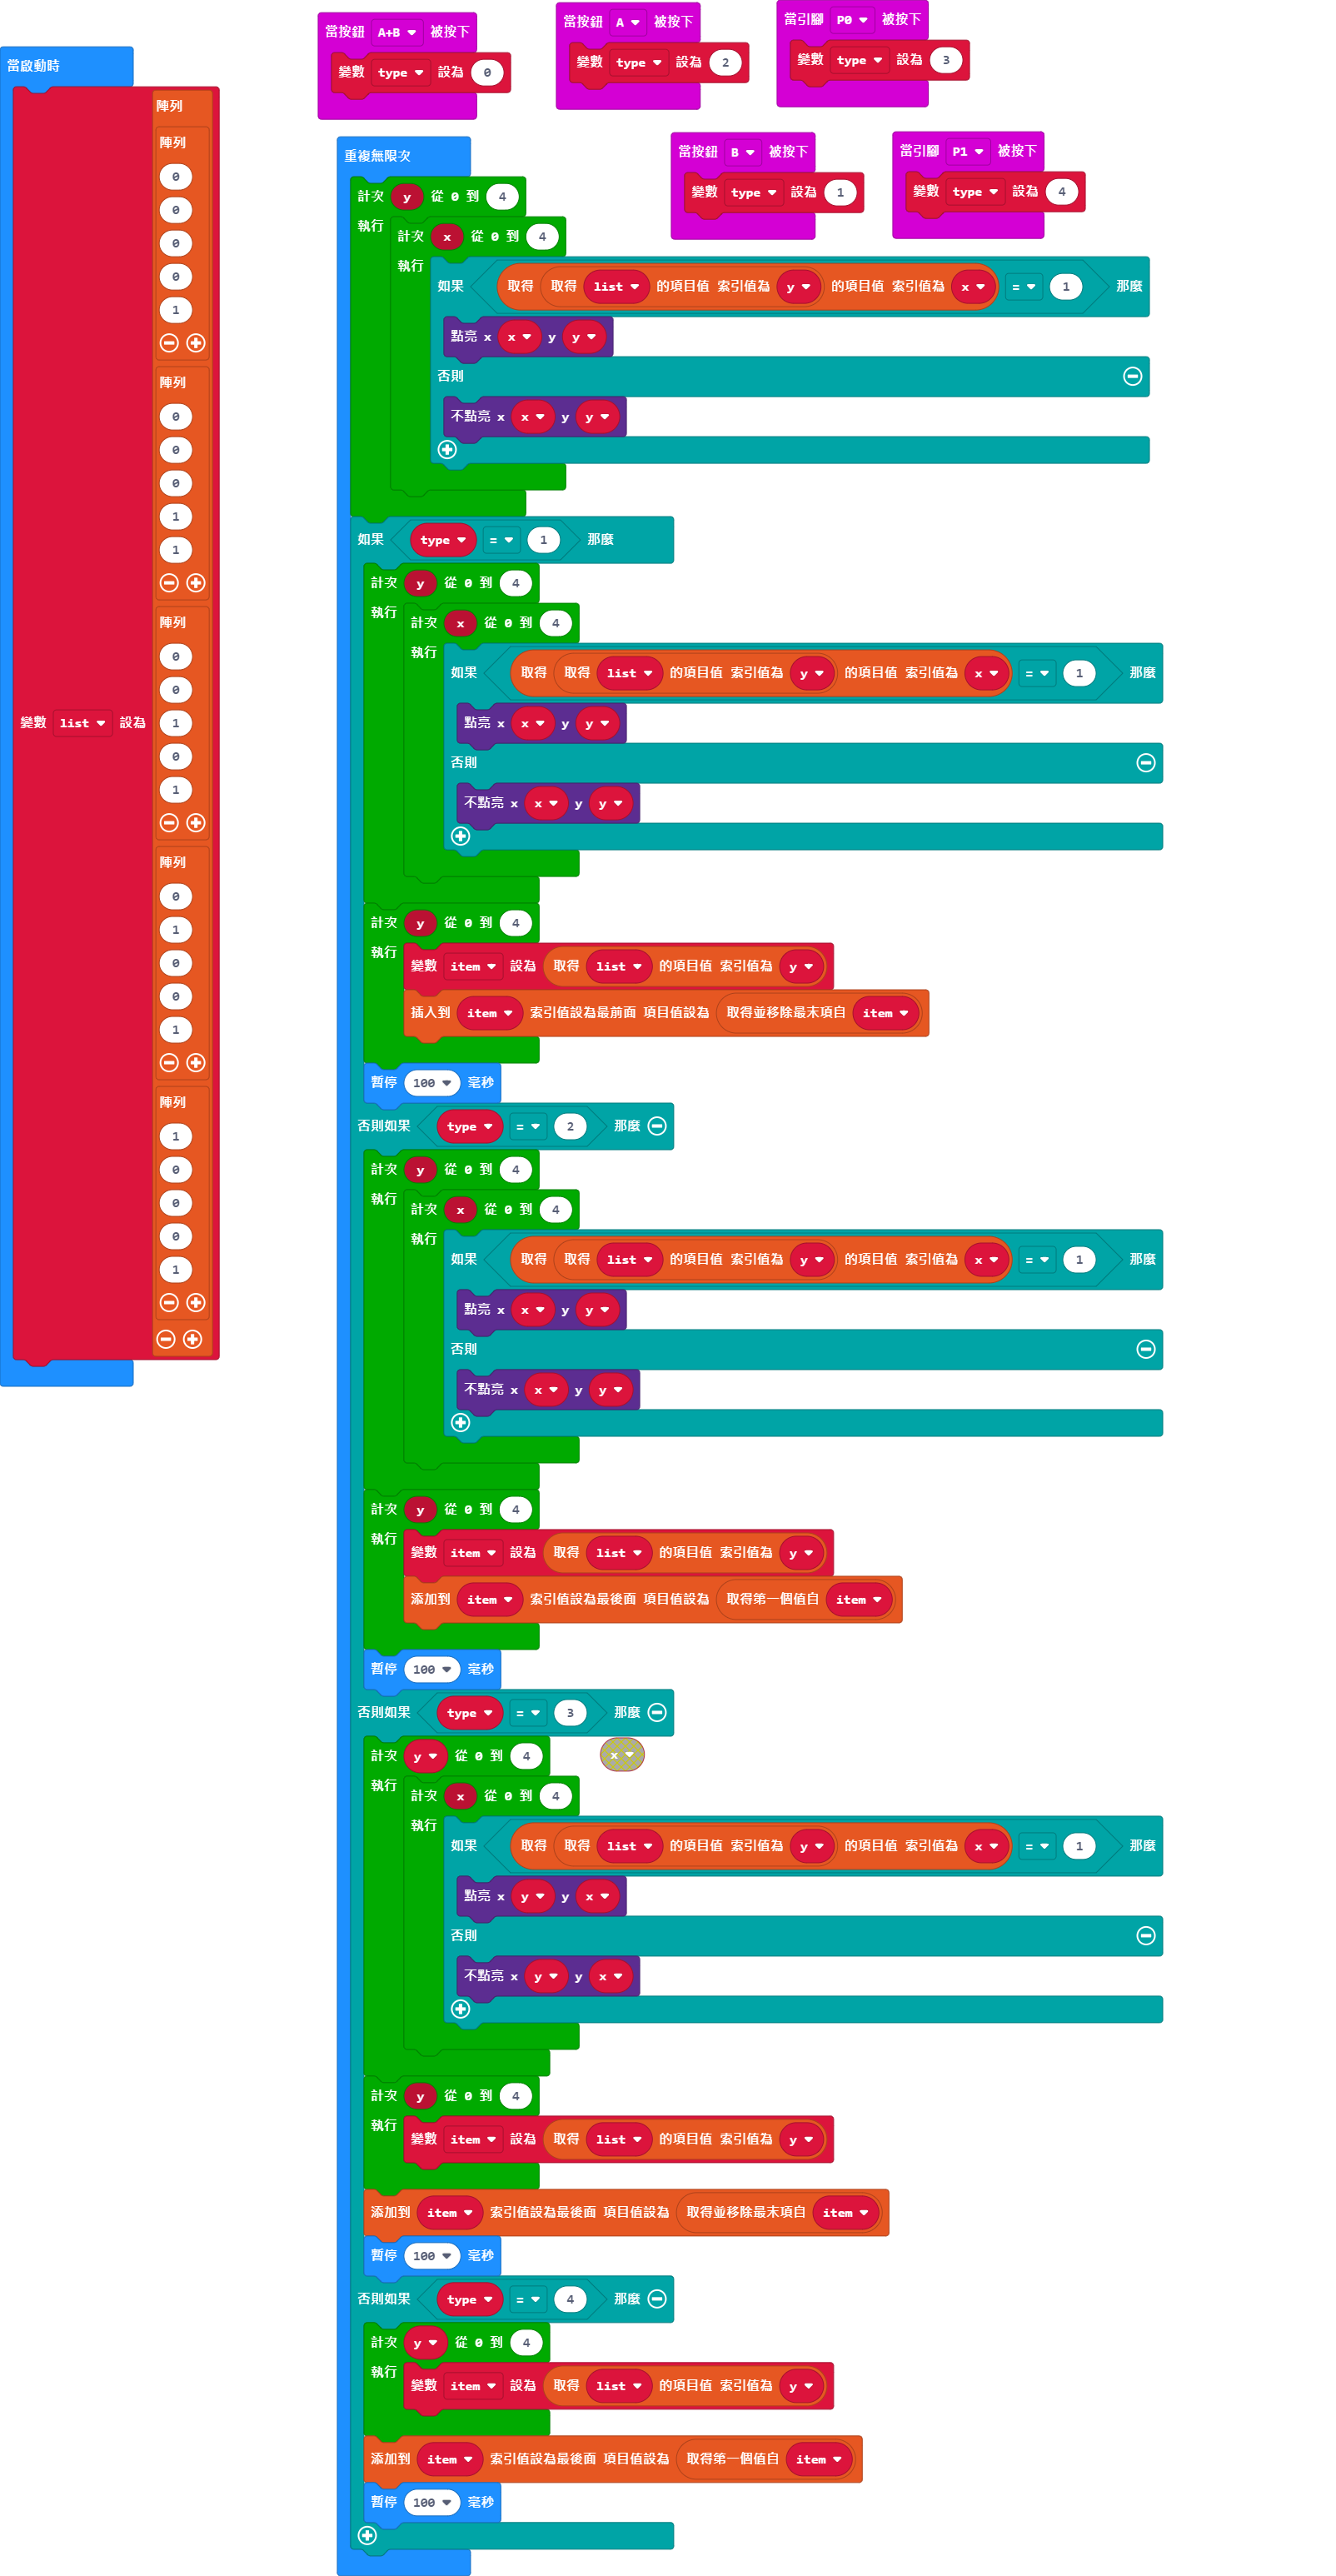 當啟動時
變數 list 設為
陣列
陣列
0
0
0
0
1
陣列
0
0
0
1
1
陣列
0
0
1
0
1
陣列
0
1
0
0
1
陣列
1
0
0
0
1
當按鈕 A+B 被按下
變數 type 設為 0
當按鈕 A 被按下
變數 type 設為 2
當引腳 P0 被按下
變數 type 設為 3
當按鈕 B 被按下
變數 type 設為 1
當引腳 P1 被按下
變數 type 設為 4
重複無限次
計次 y 從 0 到 4
執行
計次 x 從 0 到 4
執行
如果 取得 取得 list 的項目值 索引值為 y 的項目值 索引值為 x = 1 那麼
點亮 x x y y
否則
不點亮 x x y y
如果 type = 1 那麼
計次 y 從 0 到 4
執行
計次 x 從 0 到 4
執行
如果 取得 取得 list 的項目值 索引值為 y 的項目值 索引值為 x = 1 那麼
點亮 x x y y
否則
不點亮 x x y y
計次 y 從 0 到 4
執行
變數 item 設為 取得 list 的項目值 索引值為 y
插入到 item 索引值設為最前面 項目值設為 取得並移除最末項自 item
暫停 100 毫秒
否則如果 type = 2 那麼
計次 y 從 0 到 4
執行
計次 x 從 0 到 4
執行
如果 取得 取得 list 的項目值 索引值為 y 的項目值 索引值為 x = 1 那麼
點亮 x x y y
否則
不點亮 x x y y
計次 y 從 0 到 4
執行
變數 item 設為 取得 list 的項目值 索引值為 y
添加到 item 索引值設為最後面 項目值設為 取得第一個值自 item
暫停 100 毫秒
否則如果 type = 3 那麼
計次 y 從 0 到 4
x
執行
計次 x 從 0 到 4
執行
如果 取得 取得 list 的項目值 索引值為 y 的項目值 索引值為 x = 1 那麼
點亮 x y y x
否則
不點亮 x y y x
計次 y 從 0 到 4
執行
變數 item 設為 取得 list 的項目值 索引值為 y
添加到 item 索引值設為最後面 項目值設為 取得並移除最末項自 item
暫停 100 毫秒
否則如果 type = 4 那麼
計次 y 從 0 到 4
執行
變數 item 設為 取得 list 的項目值 索引值為 y
添加到 item 索引值設為最後面 項目值設為 取得第一個值自 item
暫停 100 毫秒